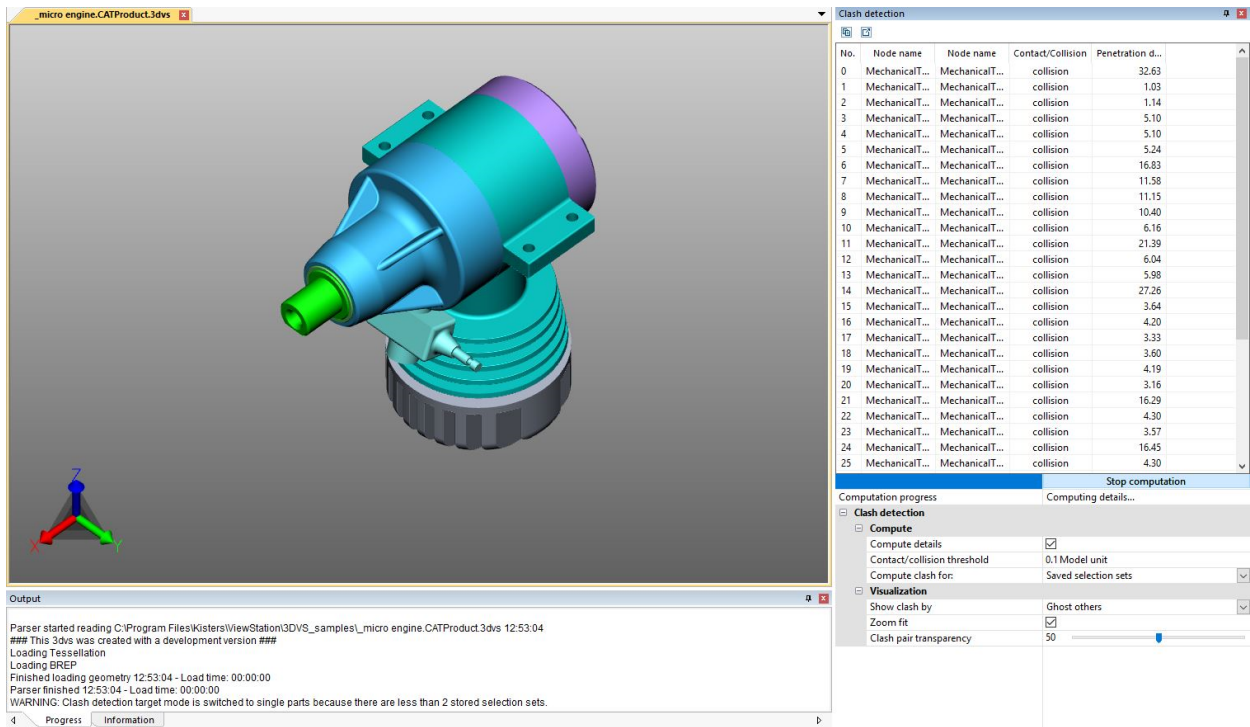 _micro engine.CATProduct.3dvs
Z
X
Y
Output
Parser started reading C:\Program Files\Kisters\ViewStation\3DVS_samples\_micro engine.CATProduct.3dvs 12:53:04
### This 3dvs was created with a development version ###
Loading Tessellation
Loading BREP
Finished loading geometry 12:53:04 - Load time: 00:00:00
Parser finished 12:53:04 - Load time: 00:00:00
WARNING: Clash detection target mode is switched to single parts because there are less than 2 stored selection sets.
Progress Information
Clash detection
No. Node name Node name Contact/Collision Penetration d...
0 MechanicalT... MechanicalT... collision 32.63
1 MechanicalT... MechanicalT... collision 1.03
2 MechanicalT... MechanicalT... collision 1.14
3 MechanicalT... MechanicalT... collision 5.10
4 MechanicalT... MechanicalT... collision 5.10
5 MechanicalT... MechanicalT... collision 5.24
6 MechanicalT... MechanicalT... collision 16.83
7 MechanicalT... MechanicalT... collision 11.58
8 MechanicalT... MechanicalT... collision 11.15
9 MechanicalT... MechanicalT... collision 10.40
10 MechanicalT... MechanicalT... collision 6.16
11 MechanicalT... MechanicalT... collision 21.39
12 MechanicalT... MechanicalT... collision 6.04
13 MechanicalT... MechanicalT... collision 5.98
14 MechanicalT... MechanicalT... collision 27.26
15 MechanicalT... MechanicalT... collision 3.64
16 MechanicalT... MechanicalT... collision 4.20
17 MechanicalT... MechanicalT... collision 3.33
18 MechanicalT... MechanicalT... collision 3.60
19 MechanicalT... MechanicalT... collision 4.19
20 MechanicalT... MechanicalT... collision 3.16
21 MechanicalT... MechanicalT... collision 16.29
22 MechanicalT... MechanicalT... collision 4.30
23 MechanicalT... MechanicalT... collision 3.57
24 MechanicalT... MechanicalT... collision 16.45
25 MechanicalT... MechanicalT... collision 4.30
Stop computation
Computation progress Computing details...
Clash detection
Compute
Compute details
Contact/collision threshold 0.1 Model unit
Compute clash for: Saved selection sets
Visualization
Show clash by Ghost others
Zoom fit
Clash pair transparency 50